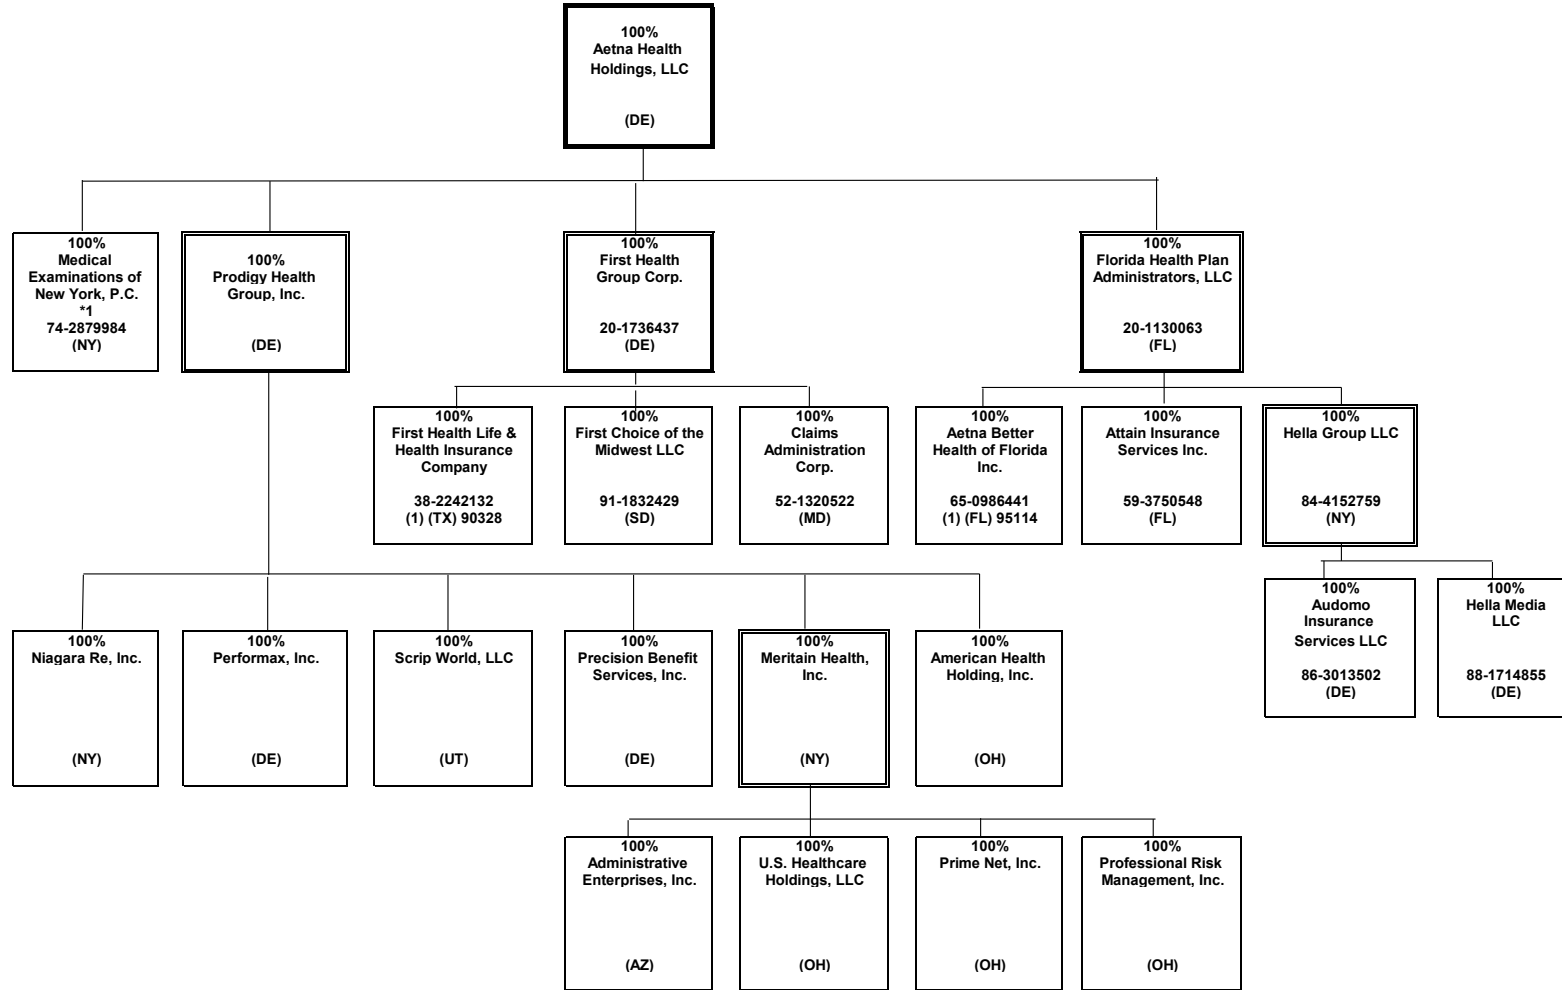 100%
Aetna Health
Holdings, LLC
(DE)
100%
Medical
Examinations of
New York, P.C.
*1
74-2879984
(NY)
100%
Prodigy Health
Group, Inc.
(DE)
100%
First Health
Group Corp.
20-1736437
(DE)
100%
Florida Health Plan
Administrators, LLC
20-1130063
(FL)
100%
First Health Life &
Health Insurance
Company
38-2242132
(1) (TX) 90328
100%
First Choice of the
Midwest LLC
91-1832429
(SD)
100%
Claims
Administration
Corp.
52-1320522
(MD)
100%
Aetna Better
Health of Florida
Inc.
65-0986441
(1) (FL) 95114
100%
Attain Insurance
Services Inc.
59-3750548
(FL)
100%
Hella Group LLC
84-4152759
(NY)
100%
Audomo
Insurance
Services LLC
86-3013502
(DE)
100%
Hella Media
LLC
88-1714855
(DE)
100%
Niagara Re, Inc.
(NY)
100%
Performax, Inc.
(DE)
100%
Scrip World, LLC
(UT)
100%
Precision Benefit
Services, Inc.
(DE)
100%
Meritain Health,
Inc.
(NY)
100%
American Health
Holding, Inc.
(OH)
100%
Administrative
Enterprises, Inc.
(AZ)
100%
U.S. Healthcare
Holdings, LLC
(OH)
100%
Prime Net, Inc.
(OH)
100%
Professional Risk
Management, Inc.
(OH)